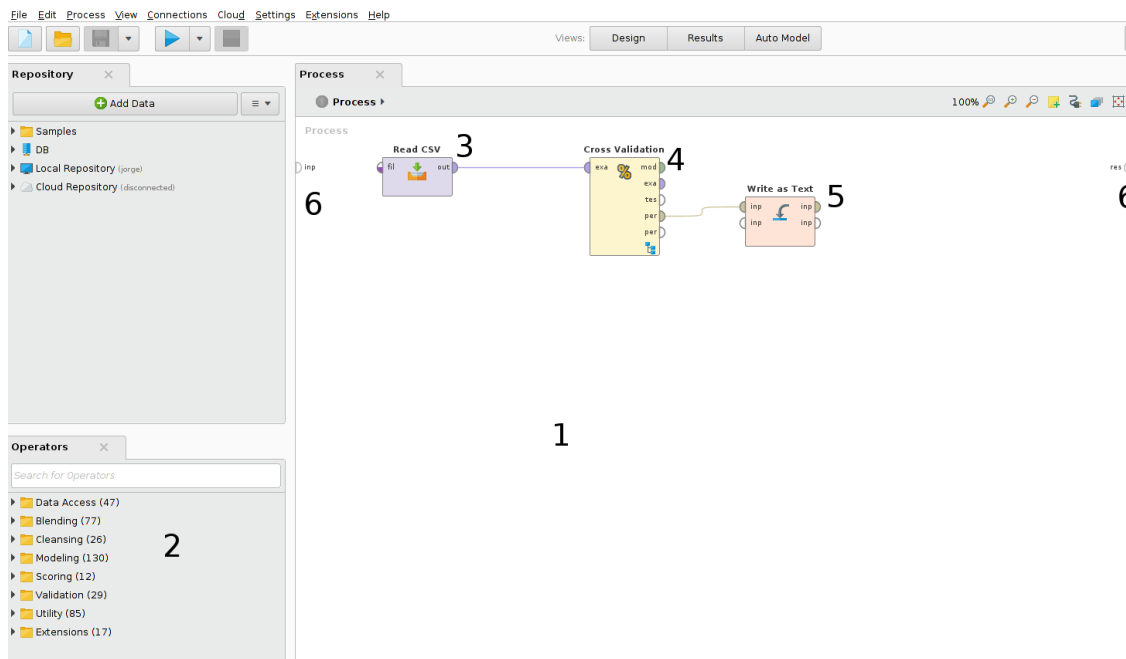 File Edit Process View Connections Cloud Settings Extensions Help
Views: Design Results Auto Model
Repository
Add Data
Samples
DB
Local Repository (jorge)
Cloud Repository (disconnected)
Operators
Search for Operators
Data Access (47)
Blending (77)
Cleansing (26)
Modeling (130)
Scoring (12)
Validation (29)
Utility (85)
Extensions (17)
2
Process
Process
100%
Process
inp
6
Read CSV
3
fil out
Cross Validation
4
exa mod
exa
tes
per
per
Write as Text
5
inp inp
inp inp
res
6
1